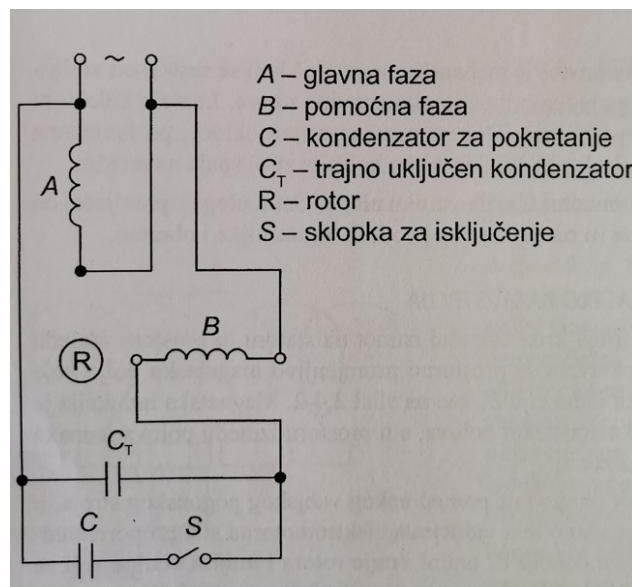 ~
A – glavna faza
B – pomoćna faza
C – kondenzator za pokretanje
C_T – trajno uključen kondenzator
R – rotor
S – sklopka za isključenje
A
B
R
C_T
C
S